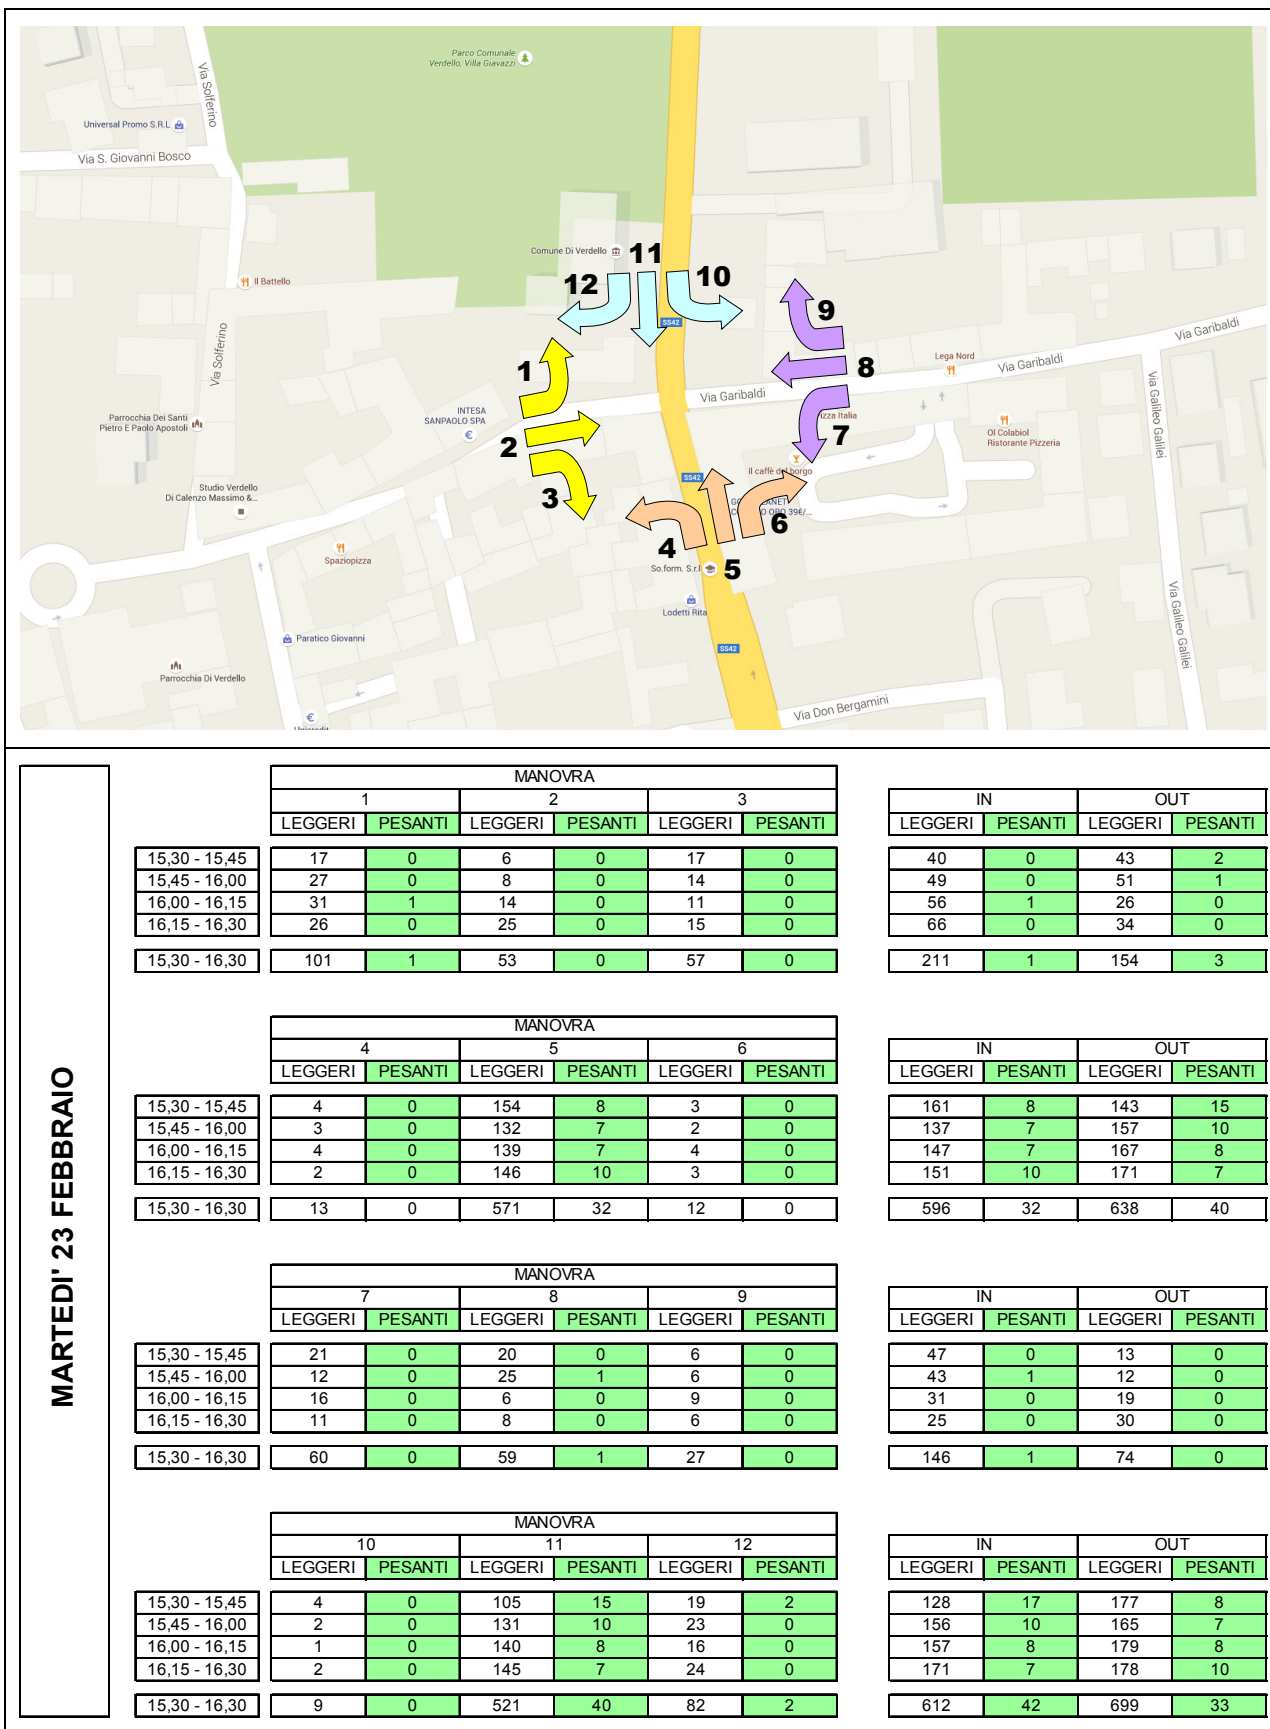 Parco Comunale
Verdello, Villa Giavazzi
Via Solferino
Universal Promo S.R.L
Via S. Giovanni Bosco
Comune Di Verdello
11
12
10
Il Battello
9
SS42
Via Garibaldi
Via Solferino
1
8
Lega Nord
Via Garibaldi
Via Garibaldi
Via Galileo Galilei
INTESA
SANPAOLO SPA
Parrocchia Dei Santi
Pietro E Paolo Apostoli
izza Italia
Ol Colabiol
Ristorante Pizzeria
2
7
Il caffè del borgo
SS42
Studio Verdello
Di Calenzo Massimo &...
3
6
4
5
Spaziopizza
So.form. S.r.l
Lodetti Rita
Via Galileo Galilei
Paratico Giovanni
SS42
Parrocchia Di Verdello
Via Don Bergamini
MARTEDI' 23 FEBBRAIO
MANOVRA
1 2 3 IN OUT
LEGGERI PESANTI LEGGERI PESANTI LEGGERI PESANTI LEGGERI PESANTI LEGGERI PESANTI
15,30 - 15,45 17 0 6 0 17 0 40 0 43 2
15,45 - 16,00 27 0 8 0 14 0 49 0 51 1
16,00 - 16,15 31 1 14 0 11 0 56 1 26 0
16,15 - 16,30 26 0 25 0 15 0 66 0 34 0
15,30 - 16,30 101 1 53 0 57 0 211 1 154 3
MANOVRA
4 5 6 IN OUT
LEGGERI PESANTI LEGGERI PESANTI LEGGERI PESANTI LEGGERI PESANTI LEGGERI PESANTI
15,30 - 15,45 4 0 154 8 3 0 161 8 143 15
15,45 - 16,00 3 0 132 7 2 0 137 7 157 10
16,00 - 16,15 4 0 139 7 4 0 147 7 167 8
16,15 - 16,30 2 0 146 10 3 0 151 10 171 7
15,30 - 16,30 13 0 571 32 12 0 596 32 638 40
MANOVRA
7 8 9 IN OUT
LEGGERI PESANTI LEGGERI PESANTI LEGGERI PESANTI LEGGERI PESANTI LEGGERI PESANTI
15,30 - 15,45 21 0 20 0 6 0 47 0 13 0
15,45 - 16,00 12 0 25 1 6 0 43 1 12 0
16,00 - 16,15 16 0 6 0 9 0 31 0 19 0
16,15 - 16,30 11 0 8 0 6 0 25 0 30 0
15,30 - 16,30 60 0 59 1 27 0 146 1 74 0
MANOVRA
10 11 12 IN OUT
LEGGERI PESANTI LEGGERI PESANTI LEGGERI PESANTI LEGGERI PESANTI LEGGERI PESANTI
15,30 - 15,45 4 0 105 15 19 2 128 17 177 8
15,45 - 16,00 2 0 131 10 23 0 156 10 165 7
16,00 - 16,15 1 0 140 8 16 0 157 8 179 8
16,15 - 16,30 2 0 145 7 24 0 171 7 178 10
15,30 - 16,30 9 0 521 40 82 2 612 42 699 33